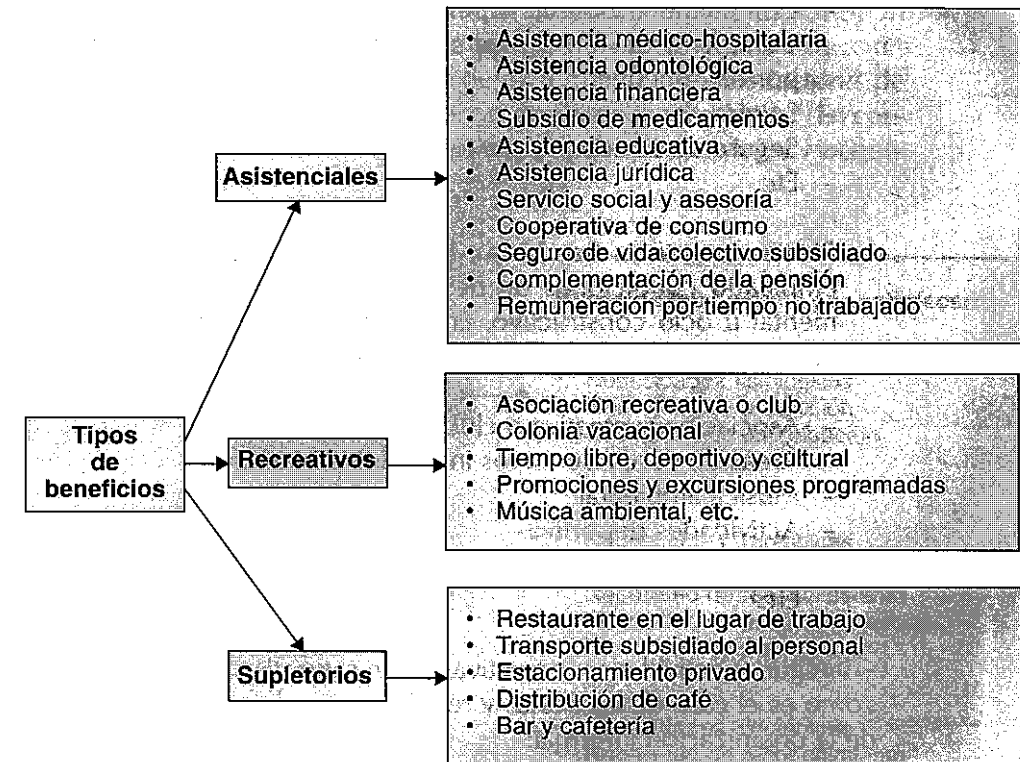 Tipos
de
beneficios
Asistenciales
• Asistencia médico-hospitalaria
• Asistencia odontológica
• Asistencia financiera
• Subsidio de medicamentos
• Asistencia educativa
• Asistencia jurídica
• Servicio social y asesoría
• Cooperativa de consumo
• Seguro de vida colectivo subsidiado
• Complementación de la pensión
• Remuneración por tiempo no trabajado
Recreativos
• Asociación recreativa o club
• Colonia vacacional
• Tiempo libre, deportivo y cultural
• Promociones y excursiones programadas
• Música ambiental, etc.
Supletorios
• Restaurante en el lugar de trabajo
• Transporte subsidiado al personal
• Estacionamiento privado
• Distribución de café
• Bar y cafetería